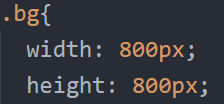 .bg{
width: 800px;
height: 800px;